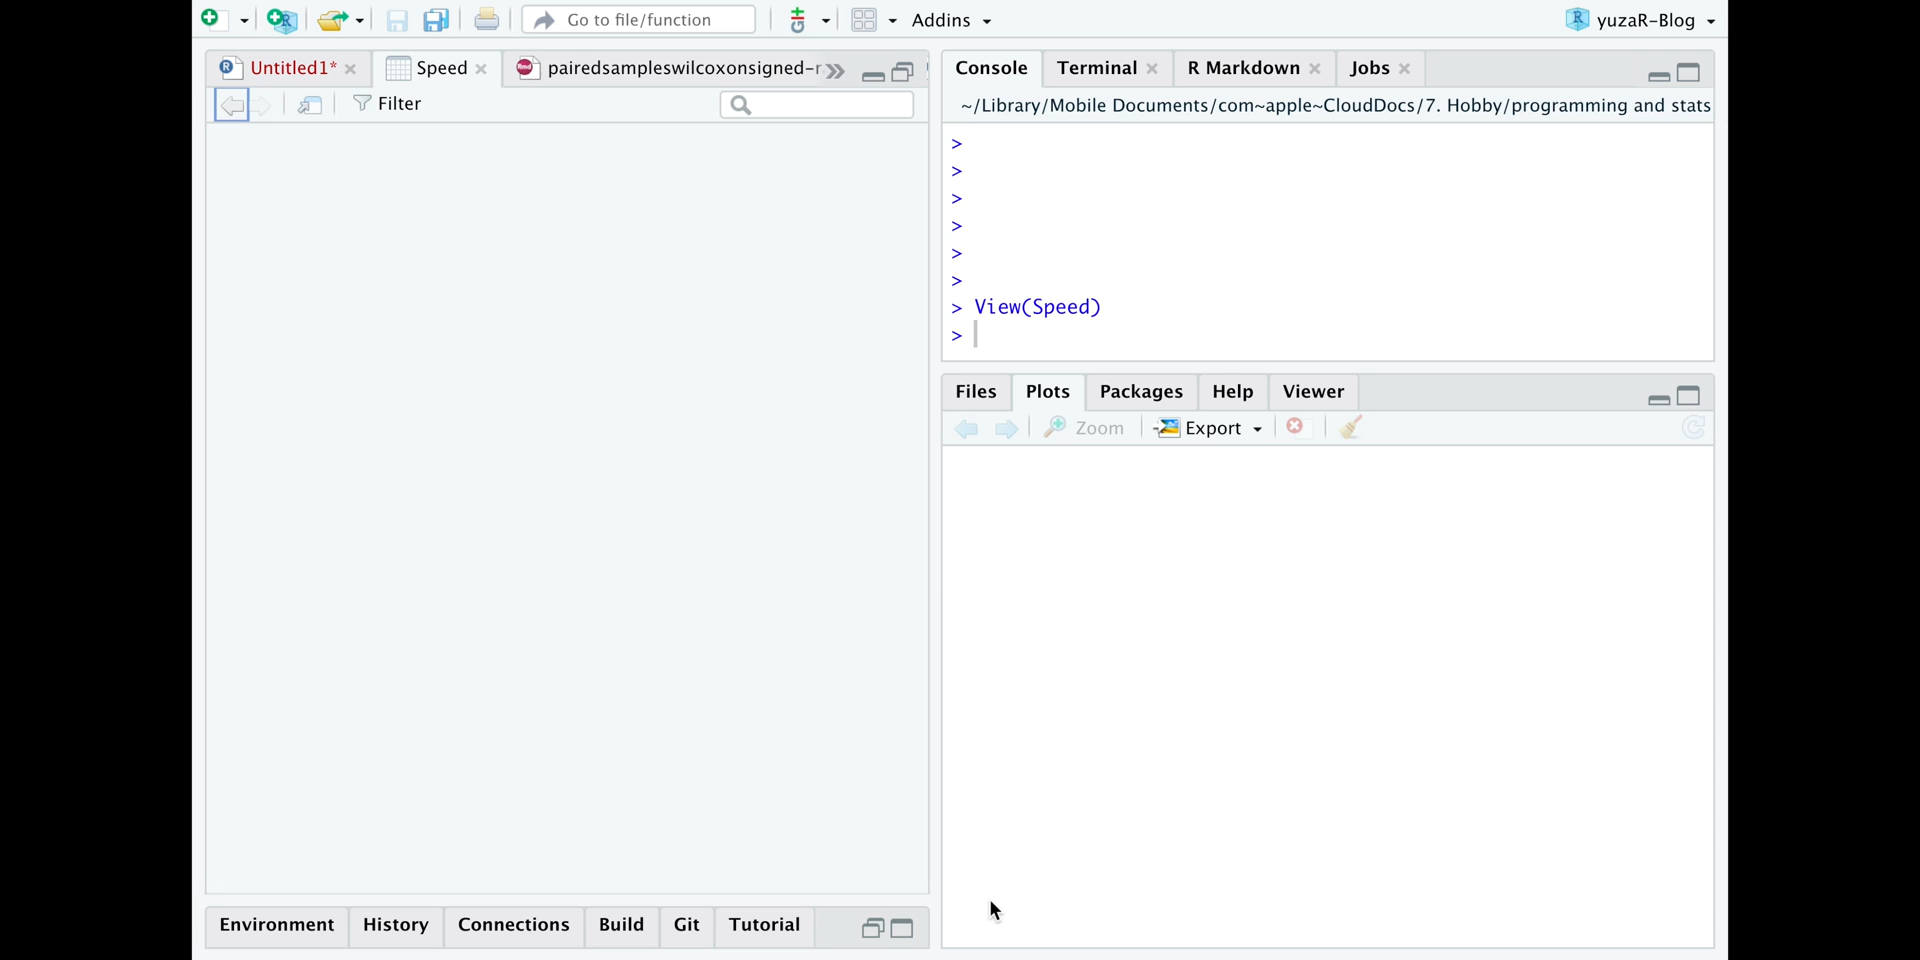 Go to file/function
Addins
yuzaR-Blog
Untitled1*
Speed
pairedsampleswilcoxonsigned-r
Filter
Console
Terminal
R Markdown
Jobs
~/Library/Mobile Documents/com~apple~CloudDocs/7. Hobby/programming and stats
>
>
>
>
>
>
> View(Speed)
>
Files
Plots
Packages
Help
Viewer
Zoom
Export
Environment
History
Connections
Build
Git
Tutorial